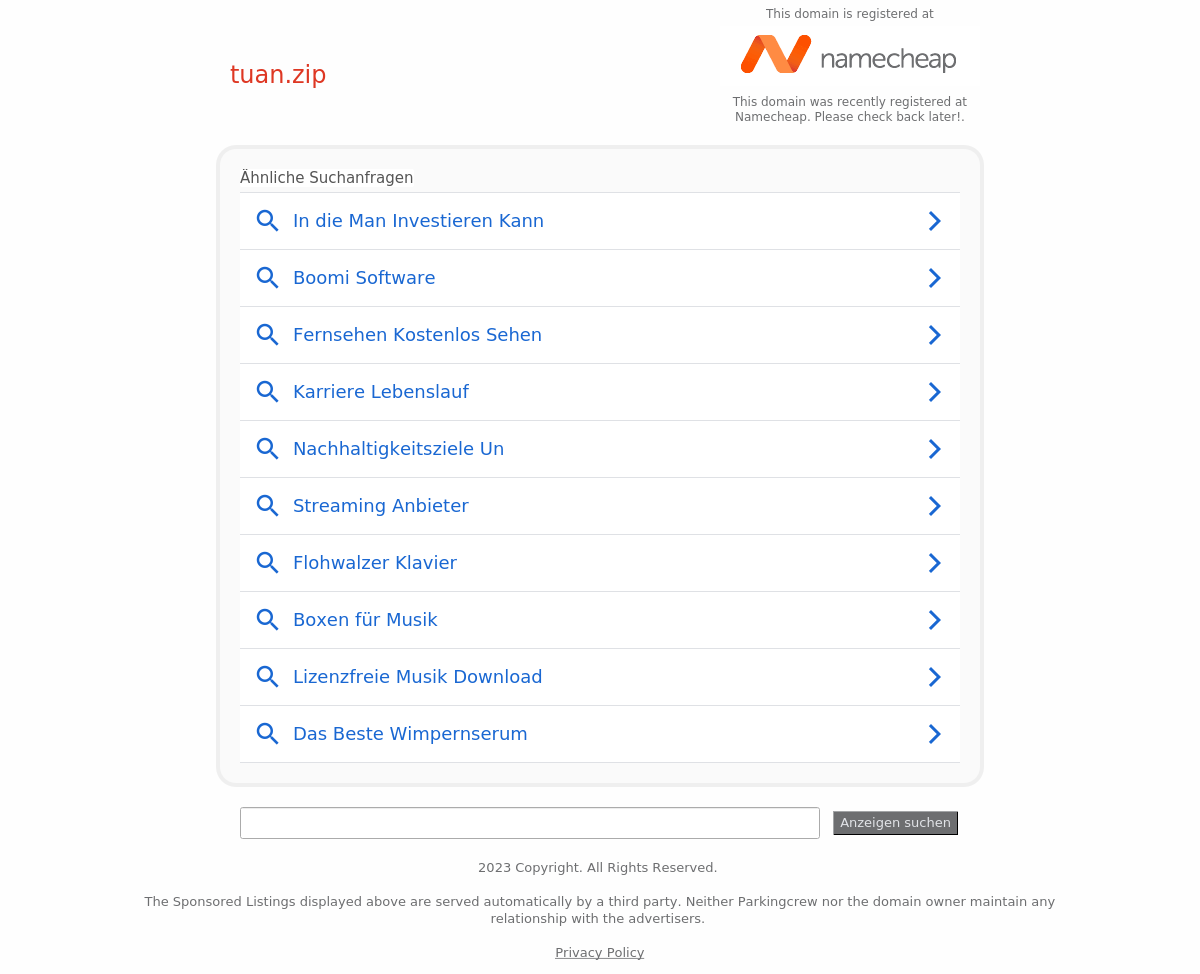 This domain is registered at
namecheap
tuan.zip
This domain was recently registered at
Namecheap. Please check back later!.
Ähnliche Suchanfragen
In die Man Investieren Kann
Boomi Software
Fernsehen Kostenlos Sehen
Karriere Lebenslauf
Nachhaltigkeitsziele Un
Streaming Anbieter
Flohwalzer Klavier
Boxen für Musik
Lizenzfreie Musik Download
Das Beste Wimpernserum
Anzeigen suchen
2023 Copyright. All Rights Reserved.
The Sponsored Listings displayed above are served automatically by a third party. Neither Parkingcrew nor the domain owner maintain any
relationship with the advertisers.
Privacy Policy